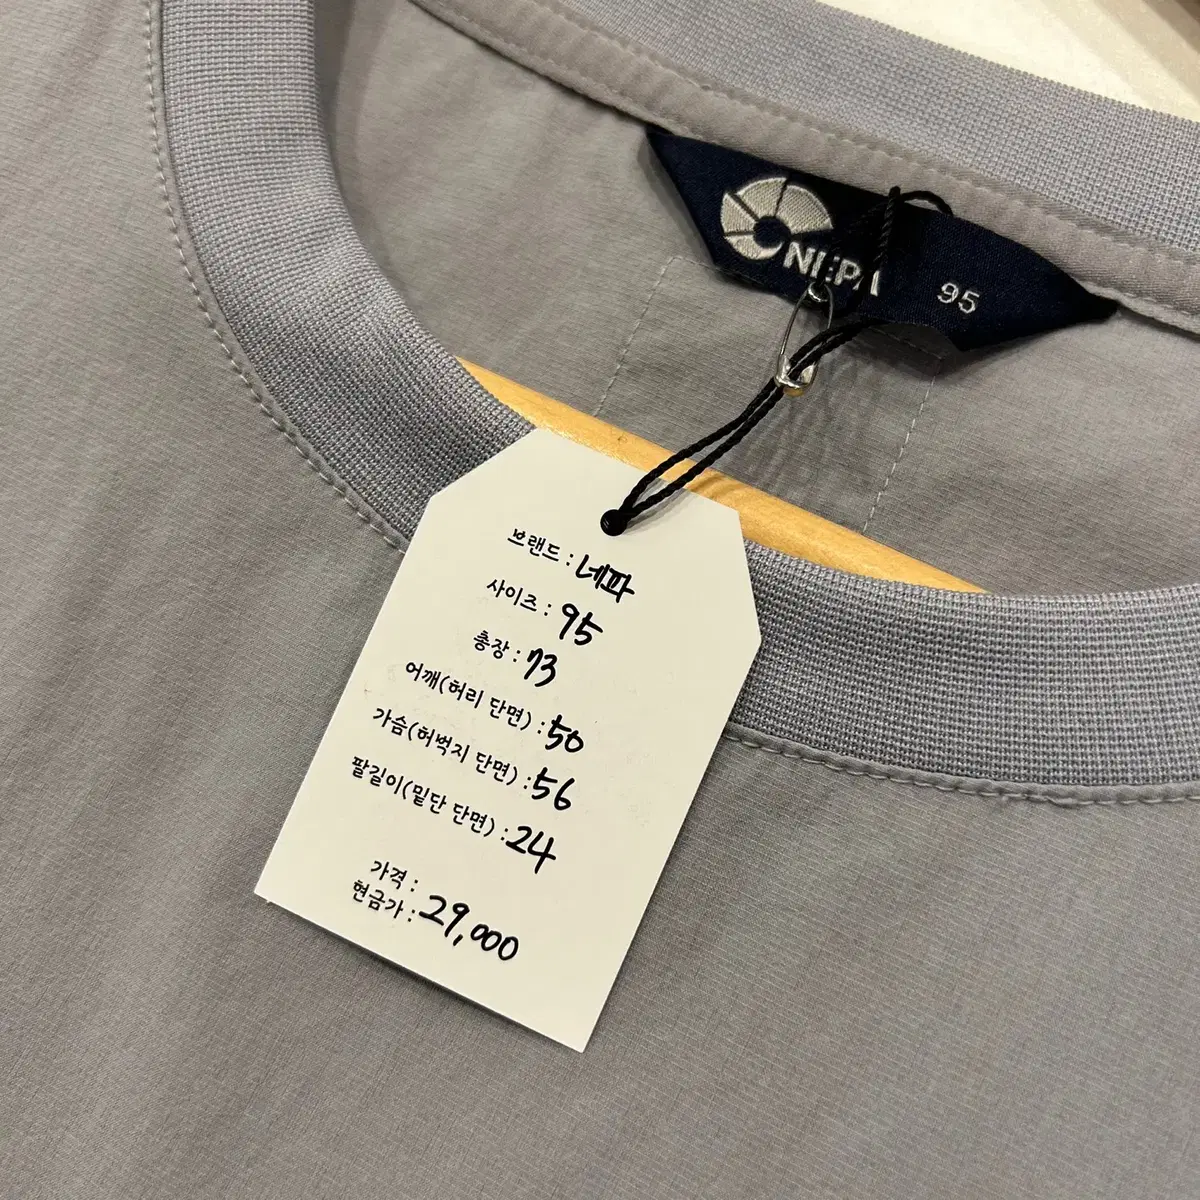 NEPA 95
브랜드 : 네파
사이즈 : 95
총장 : 73
어깨(허리 단면) : 50
가슴(허벅지 단면) : 56
팔길이(밑단 단면) : 24
가격 :
현금가 : 29,000